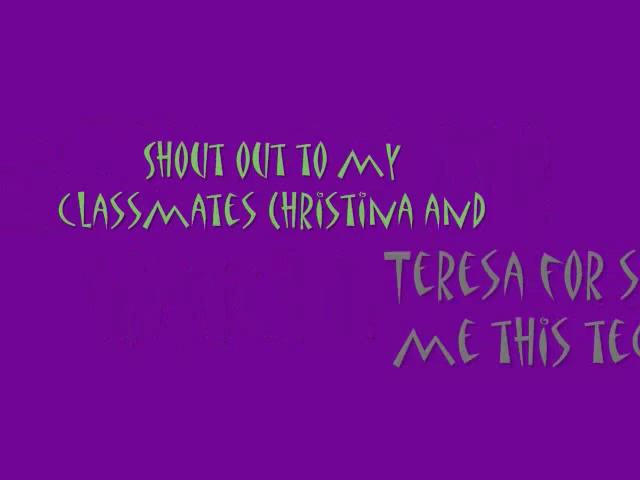 SHOUT OUT TO MY
CLASSMATES CHRISTINA AND
TERESA FOR
ME THIS